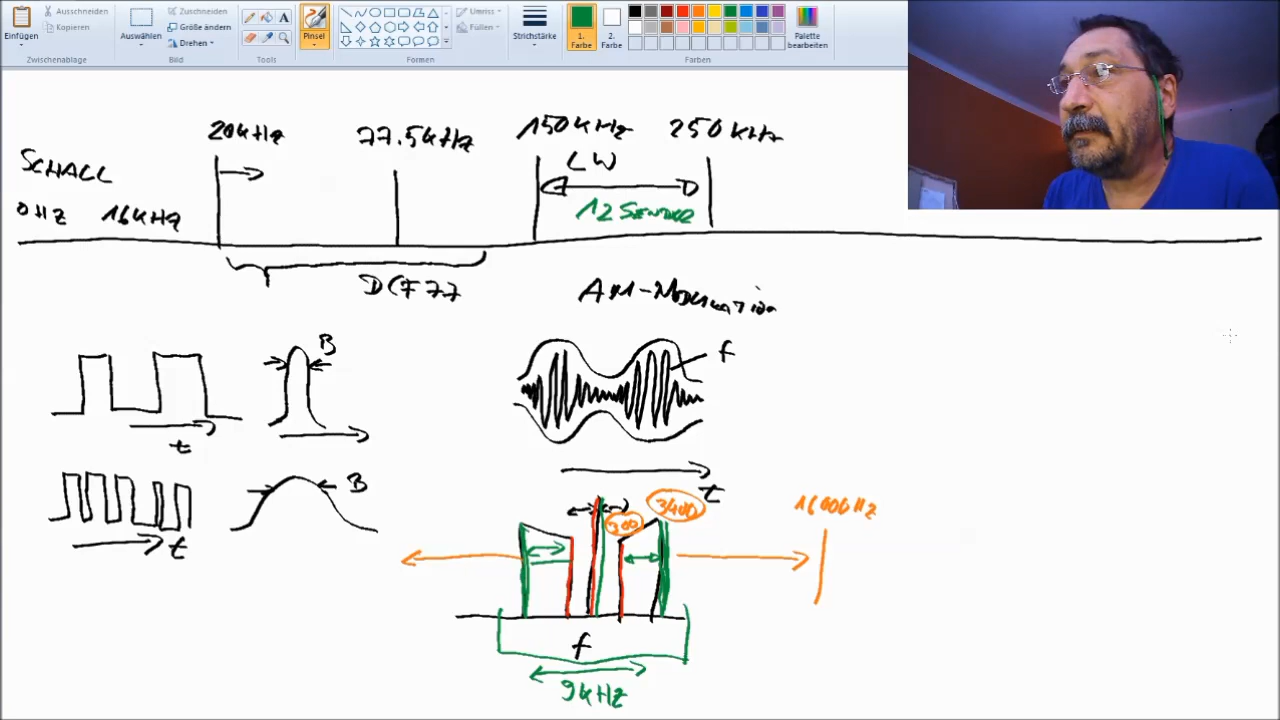 Einfügen
Ausschneiden
Kopieren
Zwischenablage
Auswählen
Zuschneiden
Größe ändern
Drehen
Bild
Tools
Pinsel
Formen
Umriss
Füllen
Strichstärke
1. Farbe
2. Farbe
Palette bearbeiten
Farben
20kHz 77.5kHz 150kHz 250kHz
SCHALL
LW
0Hz 16kHz
12 SENDER
DCF77
AM-MODULATION
B
f
t
B
t
t
300
3400
16000Hz
f
9kHz